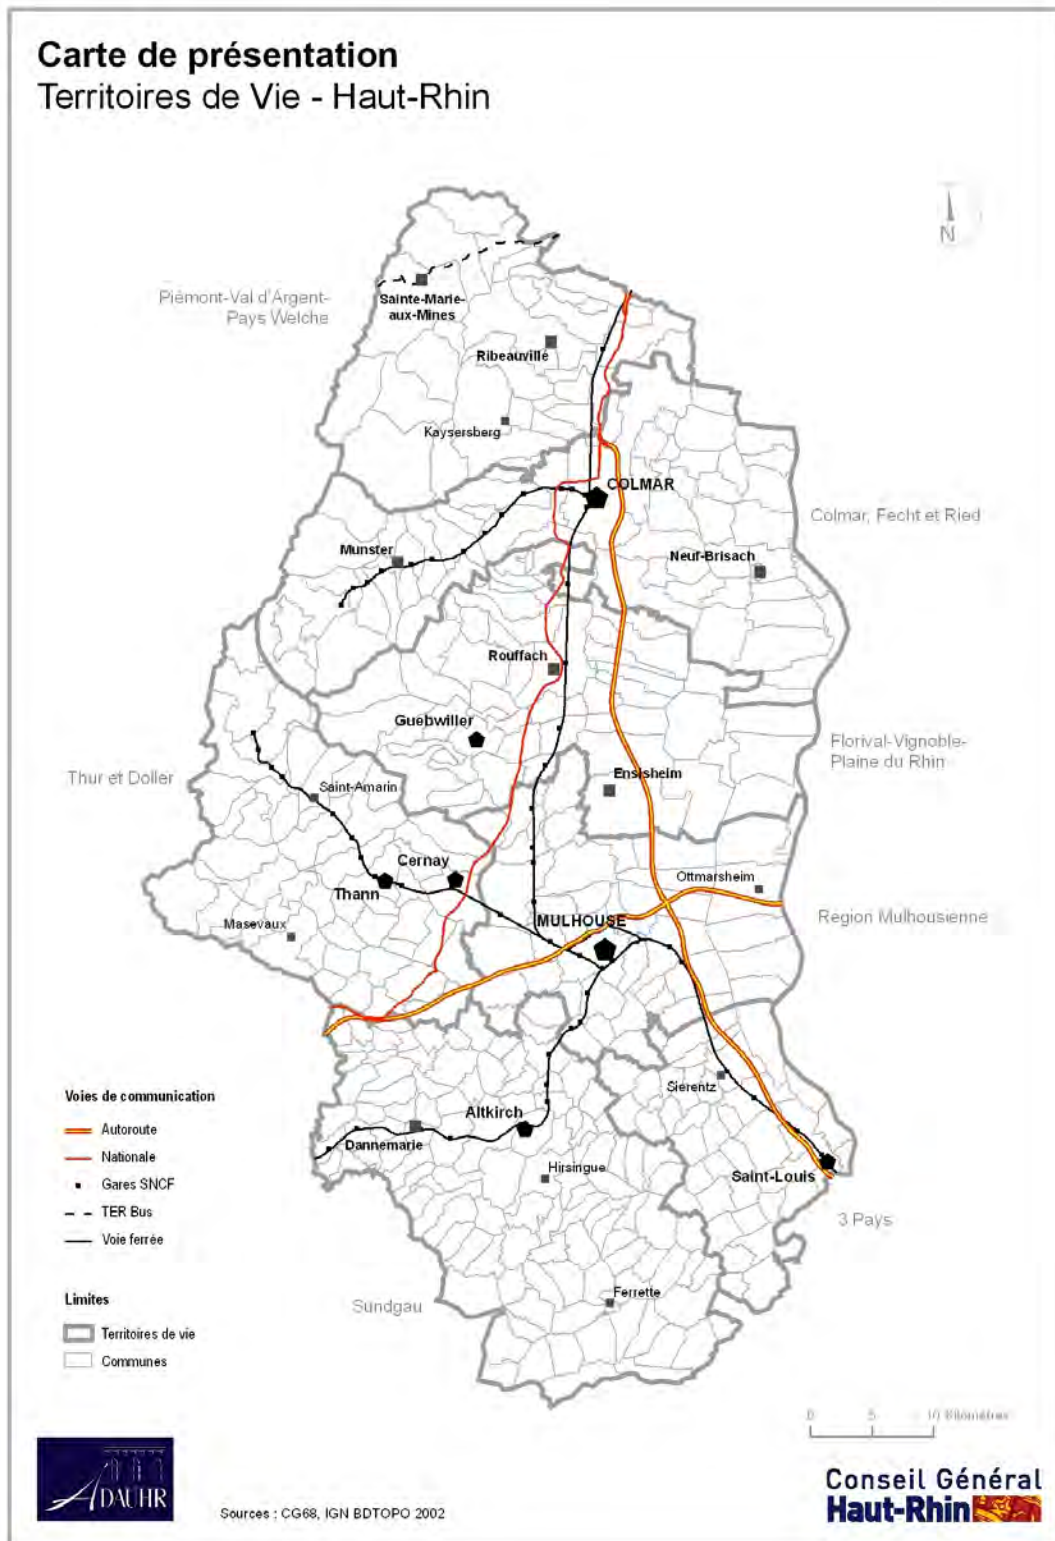 Carte de présentation
Territoires de Vie - Haut-Rhin
N
Piémont-Val d'Argent-
Pays Welche
Sainte-Marie-
aux-Mines
Ribeauvillé
Kaysersberg
COLMAR
Colmar, Fecht et Ried
Munster
Neuf-Brisach
Rouffach
Guebwiller
Florival-Vignoble-
Plaine du Rhin
Thur et Doller
Ensisheim
Saint-Amarin
Cernay
Ottmarsheim
Thann
Masevaux
MULHOUSE
Région Mulhousienne
Sierentz
Altkirch
Dannemarie
Hirsingue
Saint-Louis
3 Pays
Sundgau
Ferrette
Voies de communication
Autoroute
Nationale
Gares SNCF
TER Bus
Voie ferrée
Limites
Territoires de vie
Communes
0 5 10 Kilomètres
ADAUHR
Sources : CG68, IGN BDTOPO 2002
Conseil Général
Haut-Rhin